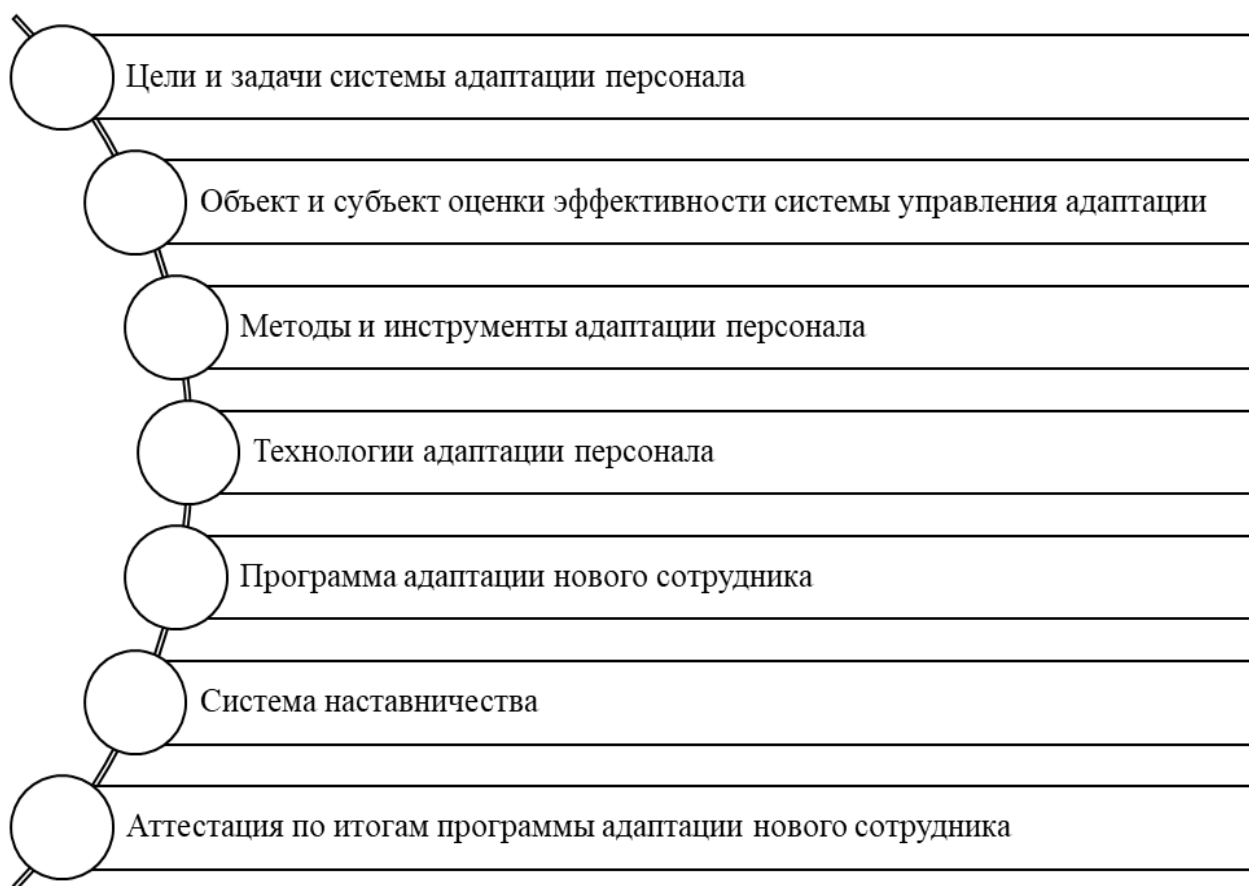 Цели и задачи системы адаптации персонала
Объект и субъект оценки эффективности системы управления адаптации
Методы и инструменты адаптации персонала
Технологии адаптации персонала
Программа адаптации нового сотрудника
Система наставничества
Аттестация по итогам программы адаптации нового сотрудника